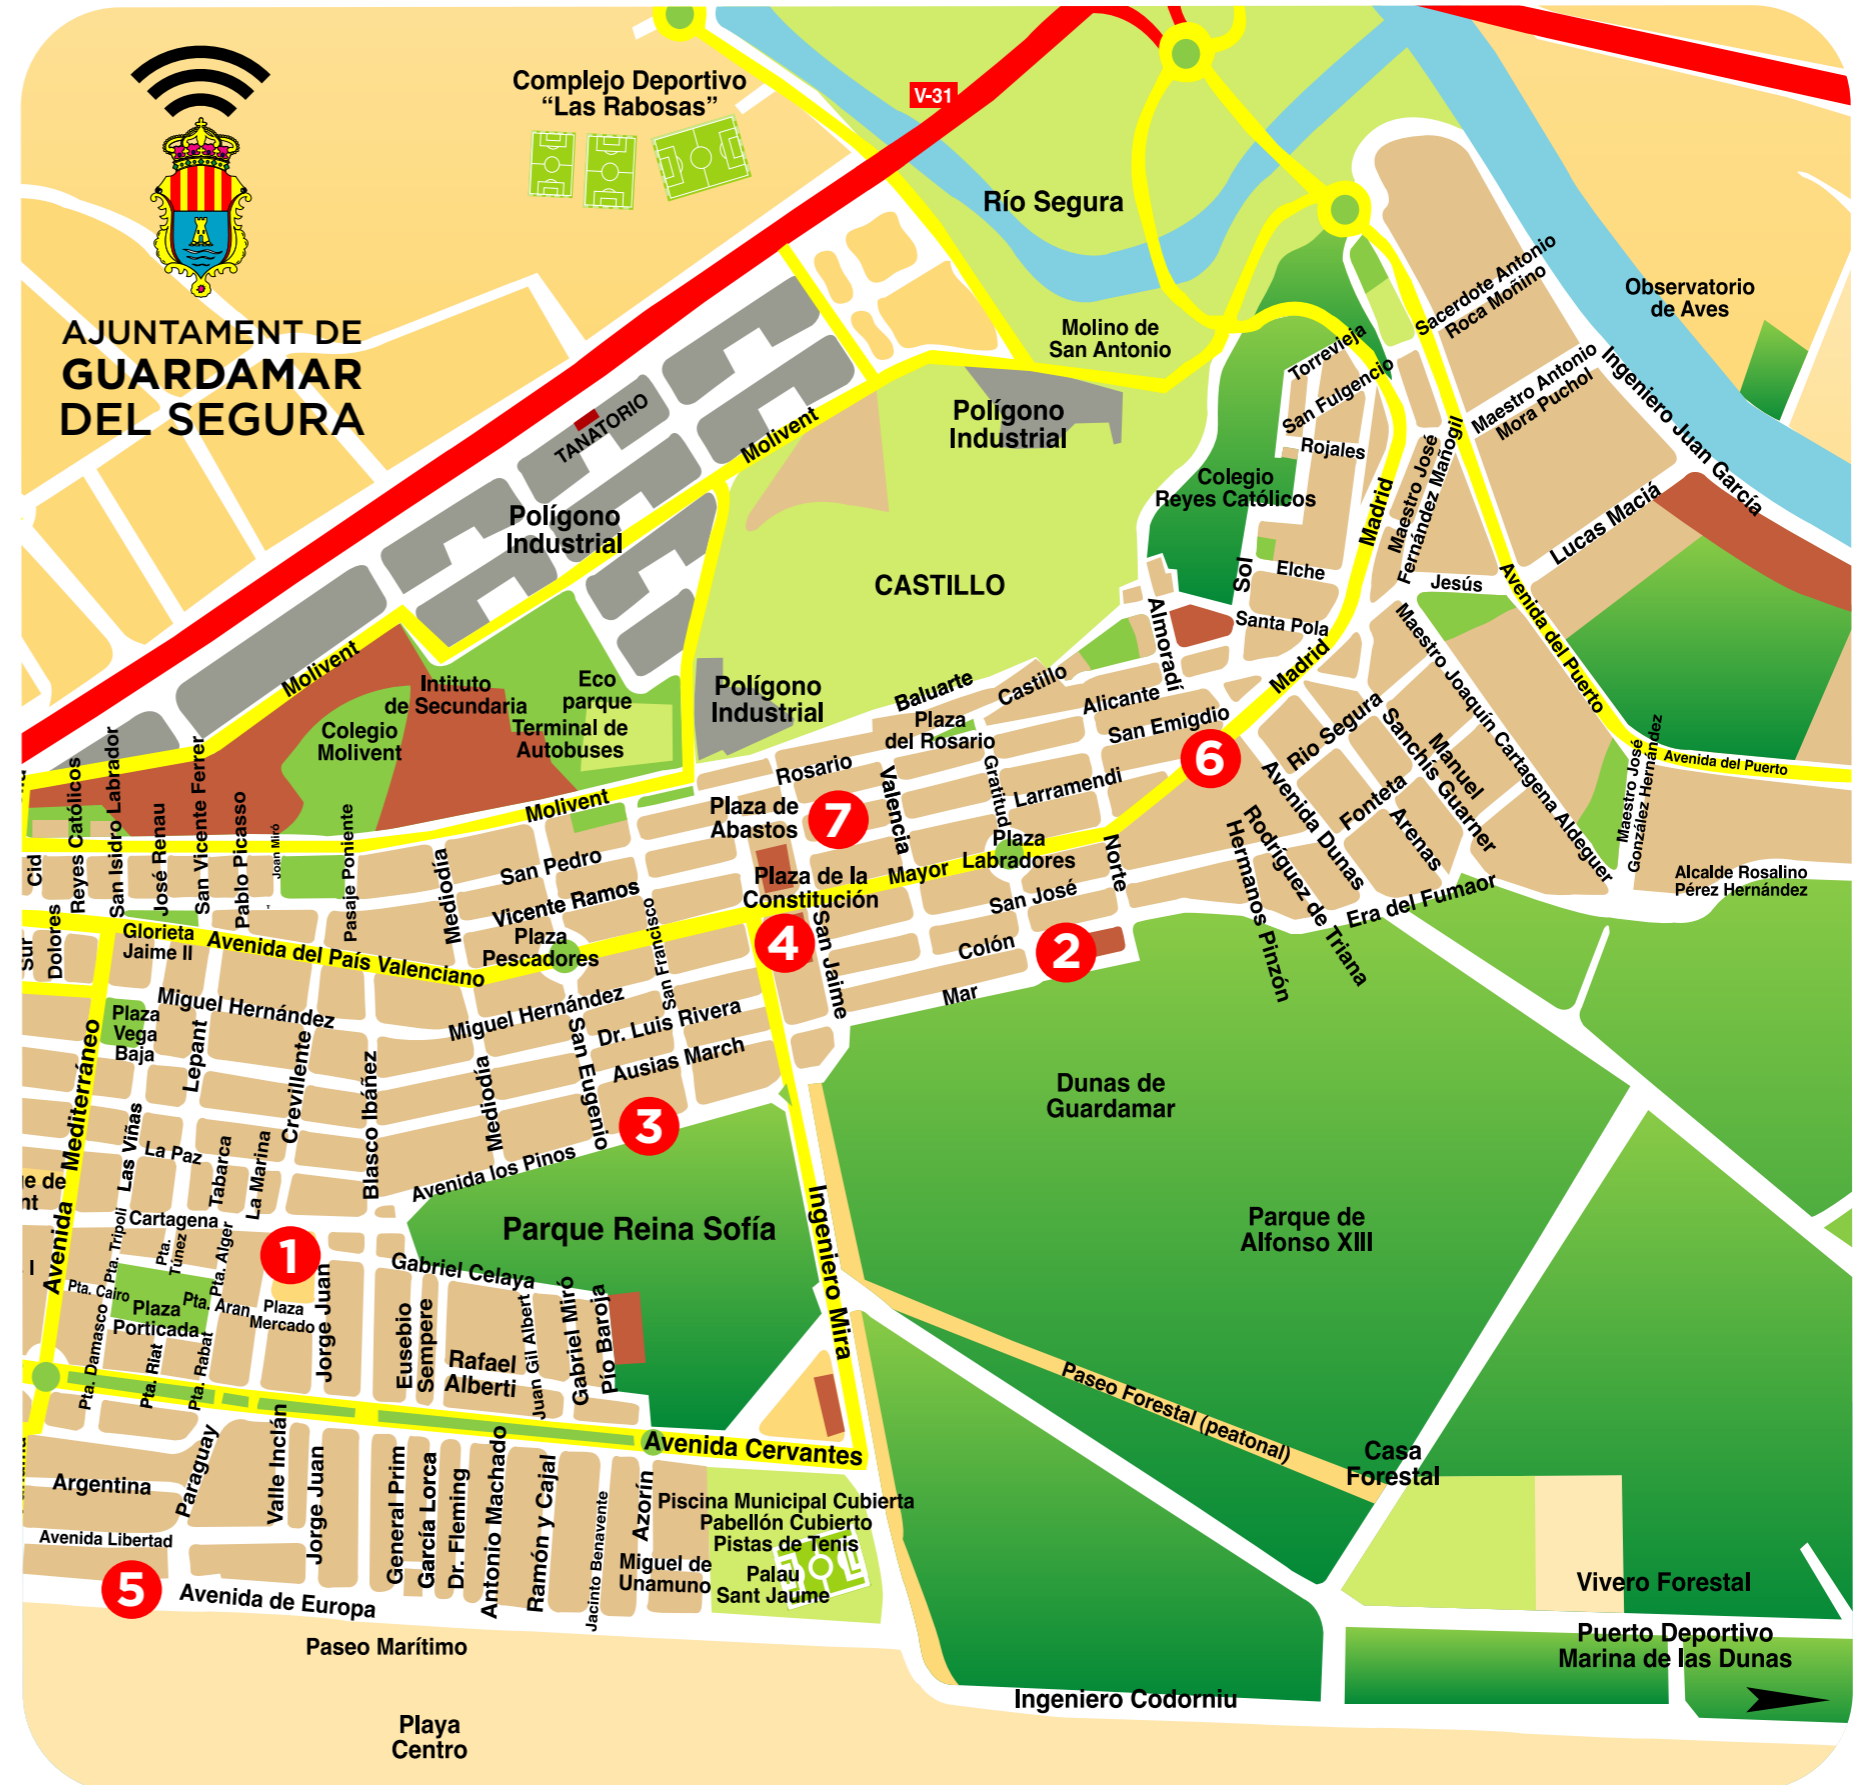 AJUNTAMENT DE
GUARDAMAR
DEL SEGURA
Complejo Deportivo
“Las Rabosas”
V-31
Río Segura
Observatorio
de Aves
Molino de
San Antonio
Polígono
Industrial
TANATORIO
Molivent
Polígono
Industrial
CASTILLO
Colegio
Reyes Católicos
Torrevieja
San Fulgencio
Rojales
Madrid
Maestro José
Fernández Mañogil
Sacerdote Antonio
Roca Moñino
Maestro Antonio
Mora Puchol
Ingeniero Juan García
Lucas Maciá
Jesús
Avenida del Puerto
Sol
Elche
Santa Pola
Almoradí
Madrid
Maestro Joaquín Cartagena Aldeguer
Molivent
Intituto
de Secundaria
Colegio
Molivent
Eco
parque
Terminal de
Autobuses
Polígono
Industrial
Baluarte
Castillo
Alicante
San Emigdio
Plaza
del Rosario
Rosario
Valencia
Gratitud
Larramendi
6
Rio Segura
Sanchís Guarner
Manuel
Fonteta
Arenas
Avenida Dunas
Rodríguez de Triana
Hermanos Pinzón
Era del Fumaor
Maestro José
González Hernández
Avenida del Puerto
Alcalde Rosalino
Pérez Hernández
Molivent
Plaza de
Abastos
7
Plaza
Labradores
Mayor
Norte
Plaza de la
Constitución
San José
4
San Jaime
Colón
2
Mar
Cid
Reyes Católicos
San Isidro Labrador
José Renau
San Vicente Ferrer
Pablo Picasso
Joan Miró
Pasaje Poniente
Mediopía
San Pedro
Vicente Ramos
Plaza
Pescadores
San Francisco
Sur
Dolores
Glorieta
Jaime II
Avenida del País Valenciano
Miguel Hernández
Miguel Hernández
Dr. Luis Rivera
Ausias March
Plaza
Vega
Baja
Lepant
Crevillente
Blasco Ibáñez
Mediodía
San Eugenio
3
Avenida los Pinos
Avenida Mediterráneo
Las Viñas
La Paz
Tabarca
La Marina
Cartagena
Pta. Tripoli
Pta.
Túnez
Pta. Alger
1
Pta. Cairo
Plaza
Porticada
Pta. Aran
Plaza
Mercado
Jorge Juan
Pta. Damasco
Pta. Riat
Pta. Rabat
Parque Reina Sofía
Gabriel Celaya
Eusebio
Sempere
Rafael
Alberti
Juan Gil Albert
Gabriel Miró
Pío Baroja
Ingeniero Mira
Dunas de
Guardamar
Parque de
Alfonso XIII
Paseo Forestal (peatonal)
Casa
Forestal
Avenida Cervantes
Argentina
Paraguay
Valle Inclán
Jorge Juan
General Prim
García Lorca
Dr. Fleming
Antonio Machado
Ramón y Cajal
Jacinto Benavente
Azorín
Miguel de
Unamuno
Piscina Municipal Cubierta
Pabellón Cubierto
Pistas de Tenis
Palau
Sant Jaume
Avenida Libertad
5
Avenida de Europa
Paseo Marítimo
Playa
Centro
Ingeniero Codorniu
Vivero Forestal
Puerto Deportivo
Marina de las Dunas